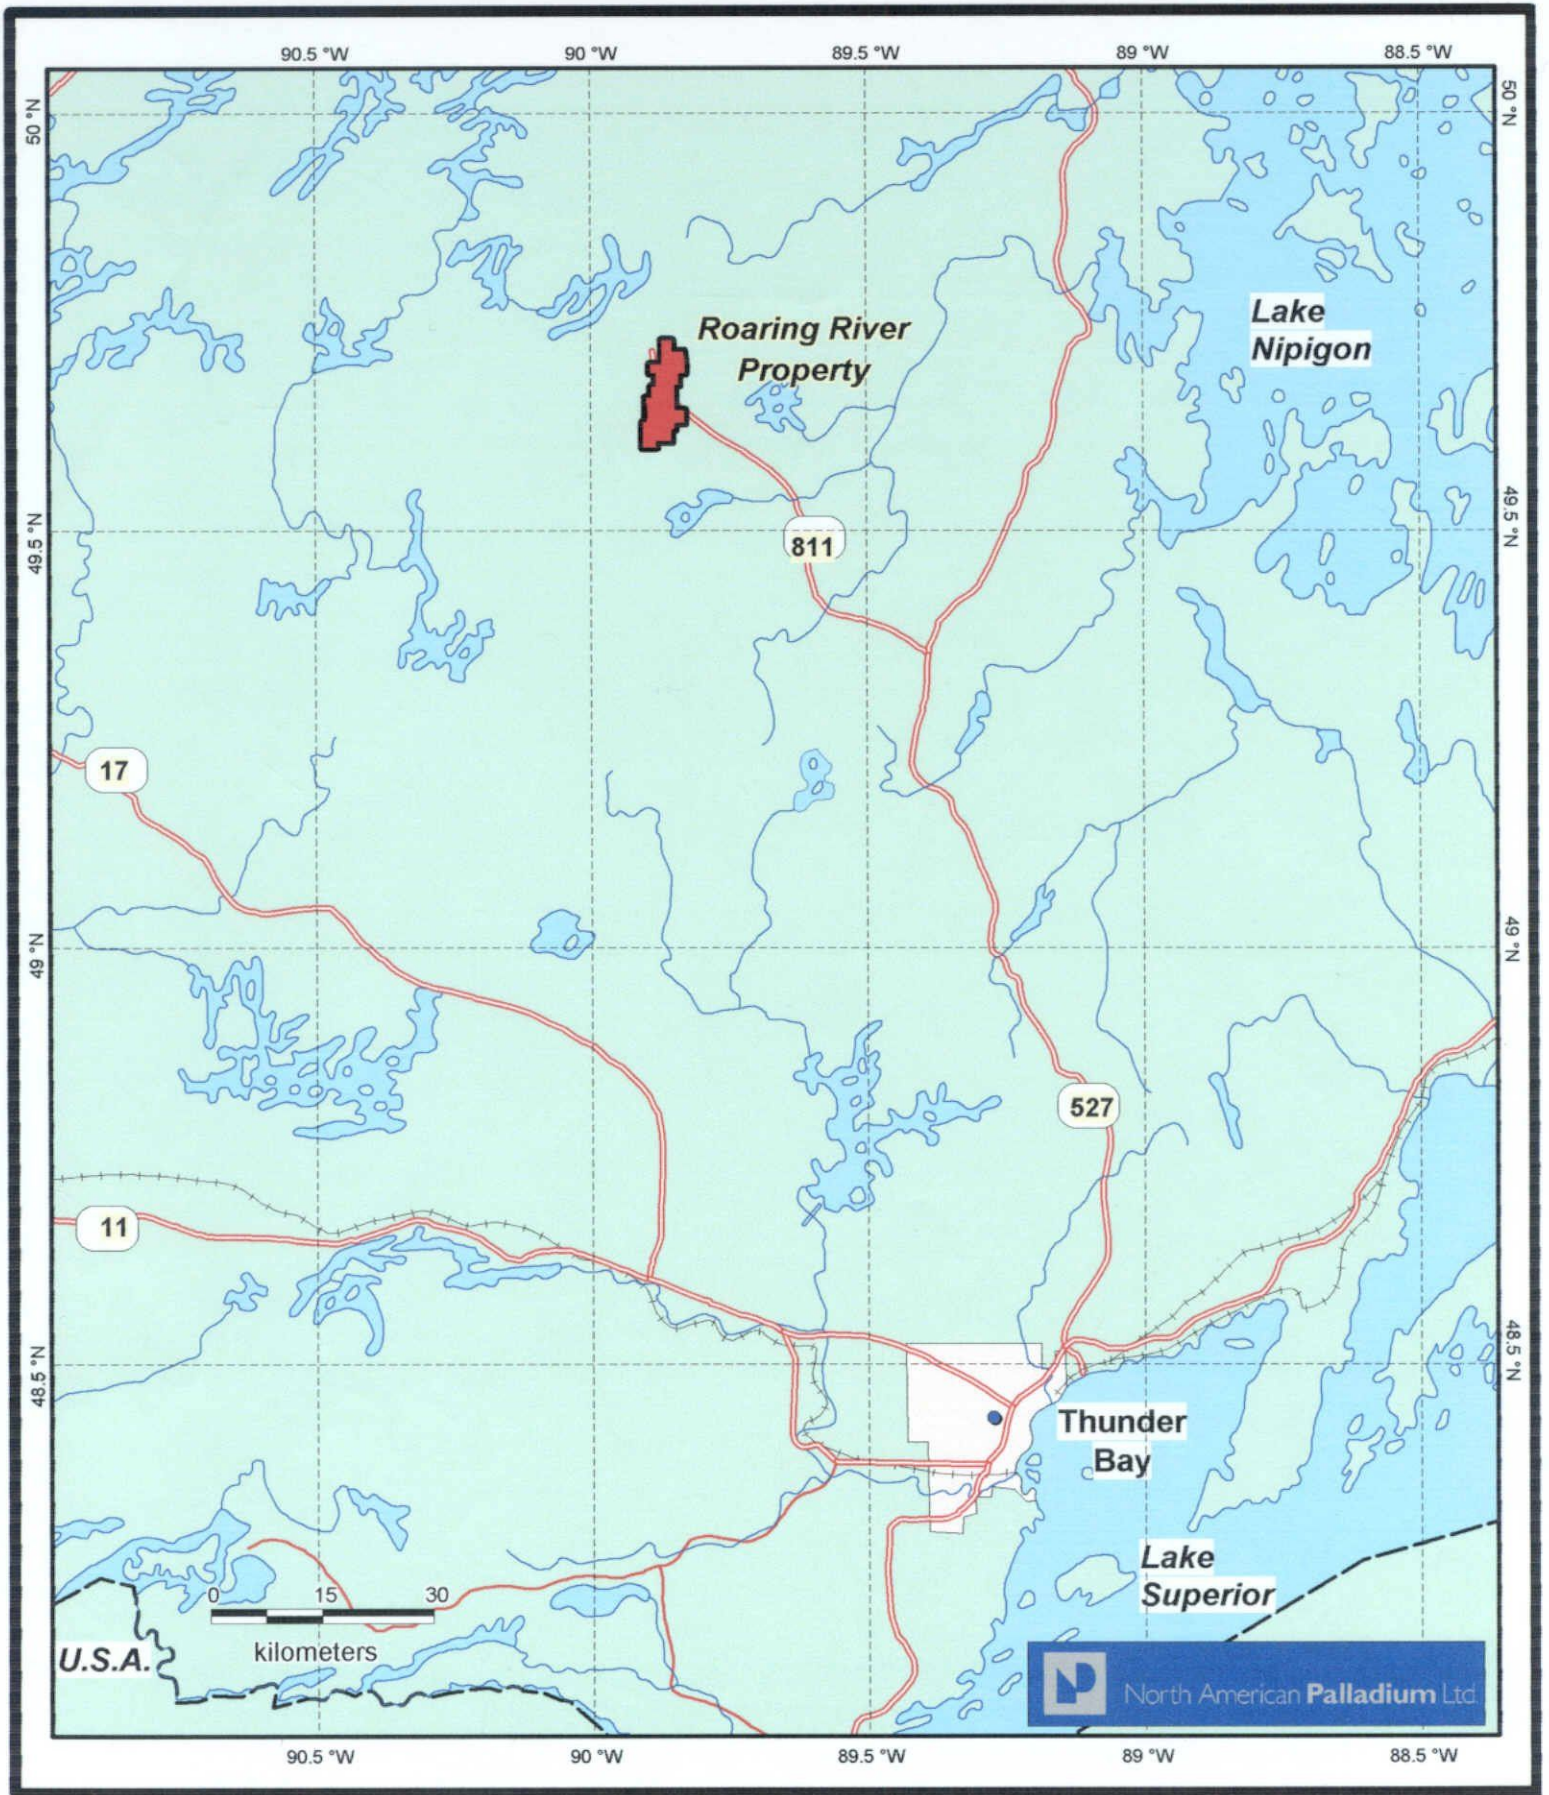 90.5 °W 90 °W 89.5 °W 89 °W 88.5 °W
50 °N
50 °N
Lake
Nipigon
Roaring River
Property
49.5 °N
49.5 °N
811
17
49 °N
49 °N
527
11
48.5 °N
48.5 °N
Thunder
Bay
Lake
Superior
0 15 30
kilometers
U.S.A.
NP North American Palladium Ltd
90.5 °W 90 °W 89.5 °W 89 °W 88.5 °W